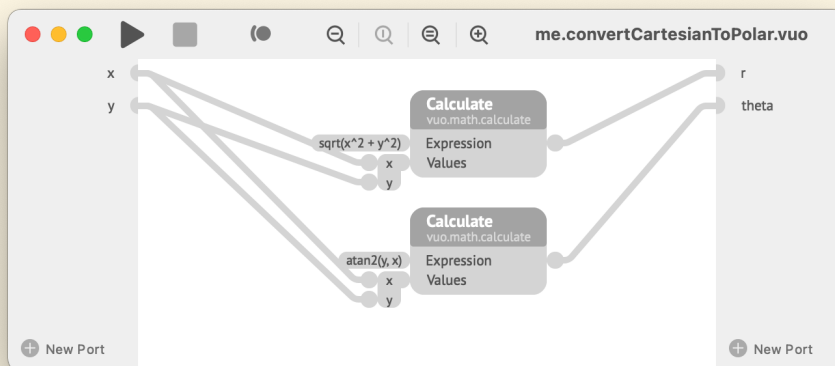 me.convertCartesianToPolar.vuo
x
y
r
theta
Calculate
vuo.math.calculate
sqrt(x^2 + y^2)
Expression
x
Values
y
Calculate
vuo.math.calculate
atan2(y, x)
Expression
x
Values
y
New Port
New Port